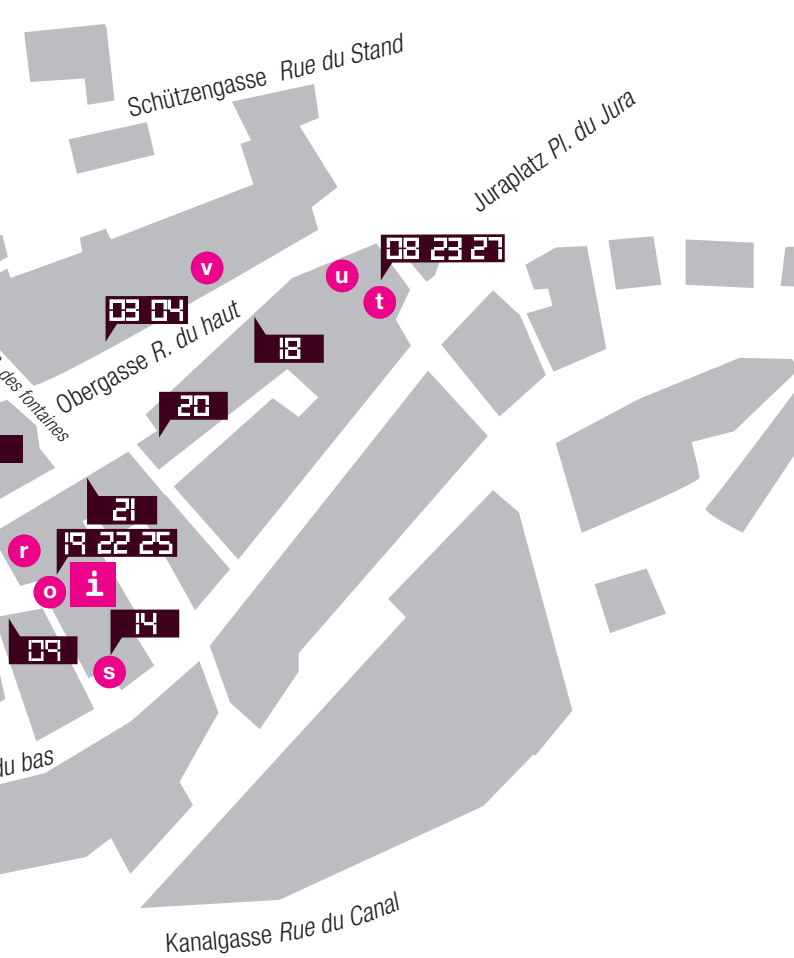 Schützengasse Rue du Stand
Juraplatz Pl. du Jura
08 23 27
v
u
t
03 04
Obergasse R. du haut
18
des fontaines
20
21
19 22 25
r
o
i
14
09
s
du bas
Kanalgasse Rue du Canal